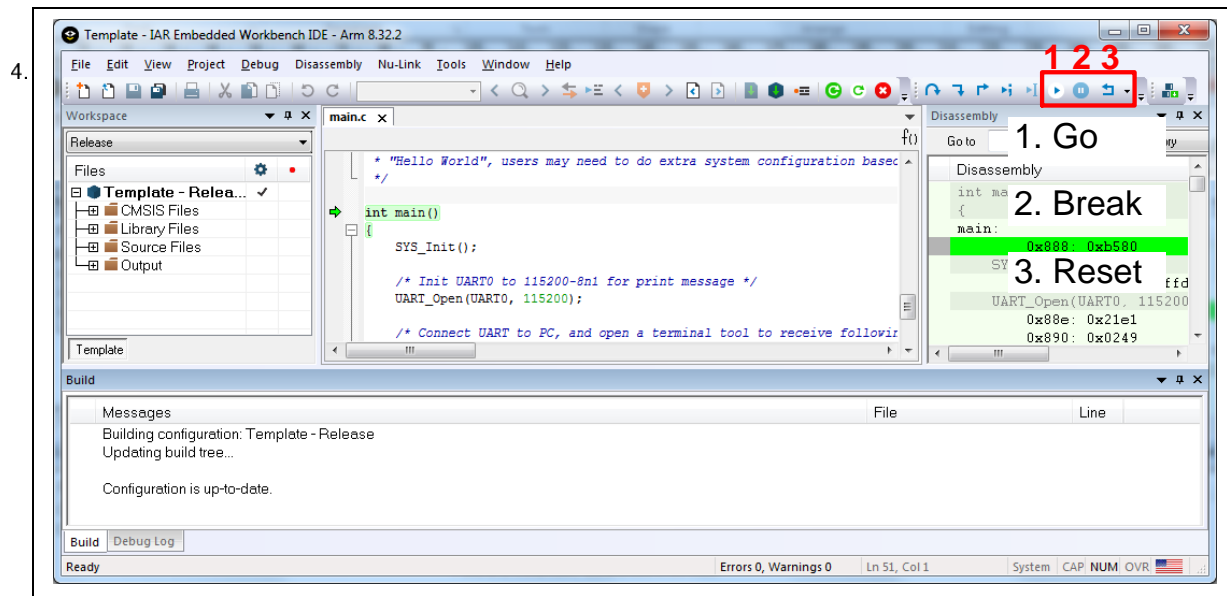 4.
Template - IAR Embedded Workbench IDE - Arm 8.32.2
File Edit View Project Debug Disassembly Nu-Link Tools Window Help
1 2 3
Workspace
main.c
Disassembly
Release
f()
Go to
1. Go
Files
Template - Relea...
CMSIS Files
Library Files
Source Files
Output
Template
* "Hello World", users may need to do extra system configuration based
*/
int main()
{
SYS_Init();
/* Init UART0 to 115200-8n1 for print message */
UART_Open(UART0, 115200);
/* Connect UART to PC, and open a terminal tool to receive followin
Disassembly
int ma
{
2. Break
main:
0x888: 0xb580
SY
3. Reset
ffd
UART_Open(UART0, 115200
0x88e: 0x21e1
0x890: 0x0249
Build
Messages File Line
Building configuration: Template - Release
Updating build tree...
Configuration is up-to-date.
Build Debug Log
Ready Errors 0, Warnings 0 Ln 51, Col 1 System CAP NUM OVR